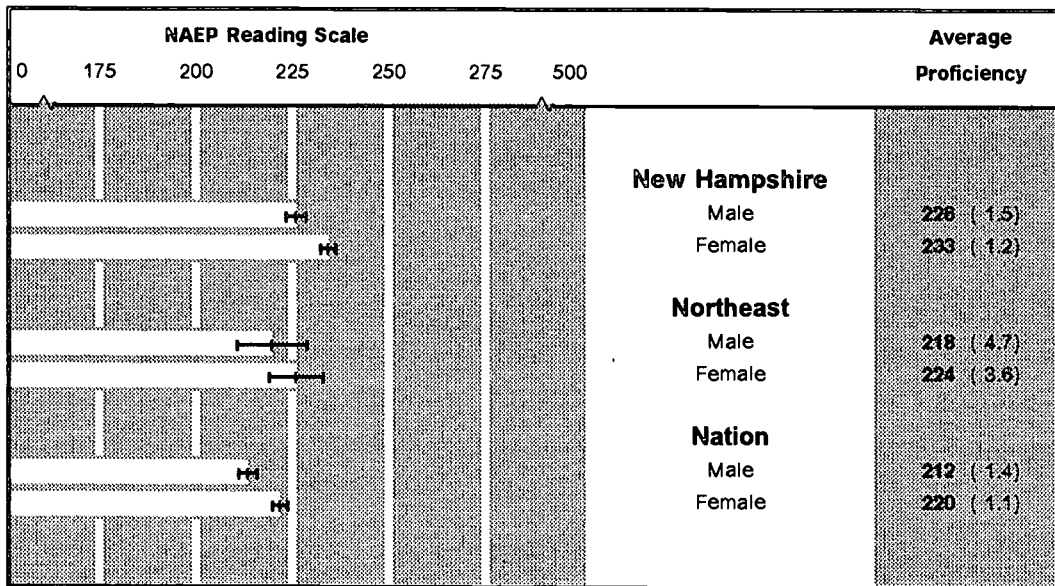 NAEP Reading Scale
Average
0 175 200 225 250 275 500
Proficiency
New Hampshire
Male 226 ( 1.5)
Female 233 ( 1.2)
Northeast
Male 218 ( 4.7)
Female 224 ( 3.6)
Nation
Male 212 ( 1.4)
Female 220 ( 1.1)